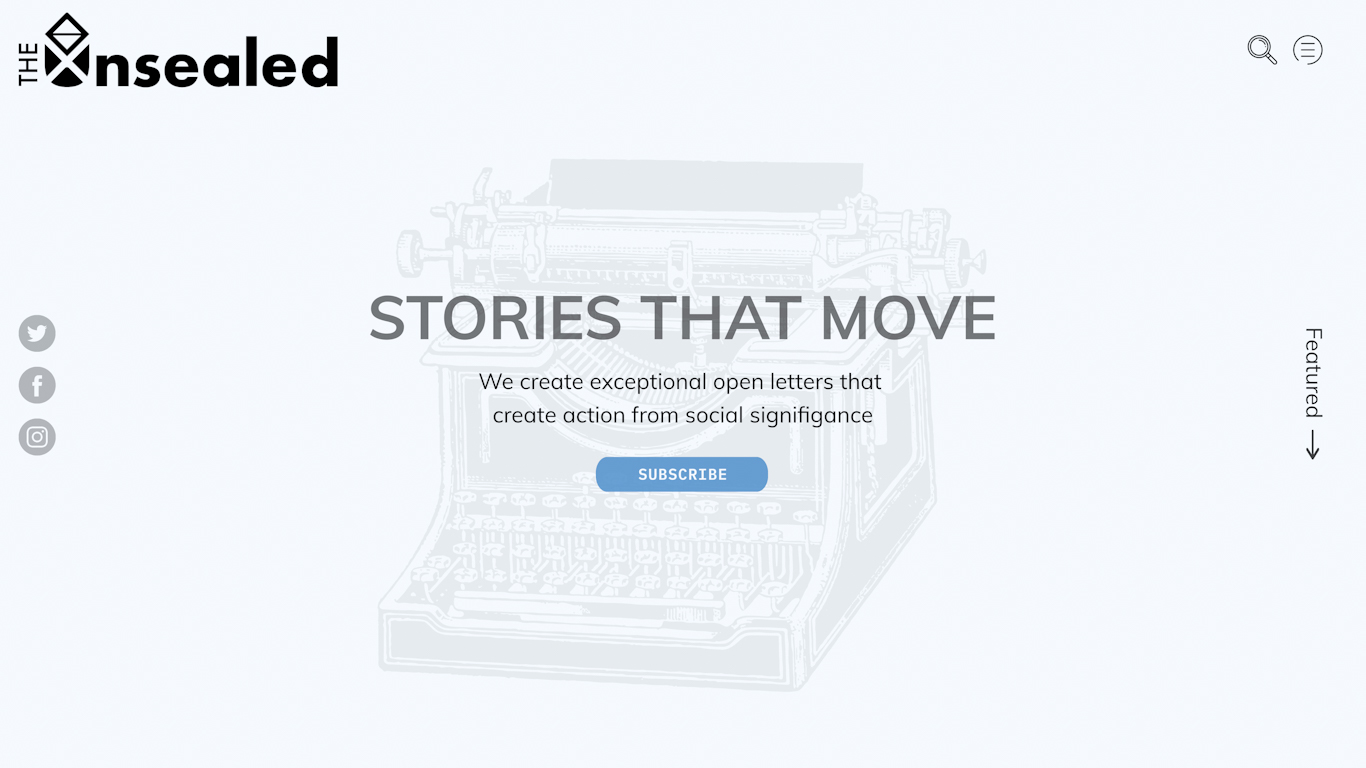 THE Unsealed
STORIES THAT MOVE
We create exceptional open letters that
create action from social signifigance
SUBSCRIBE
Featured